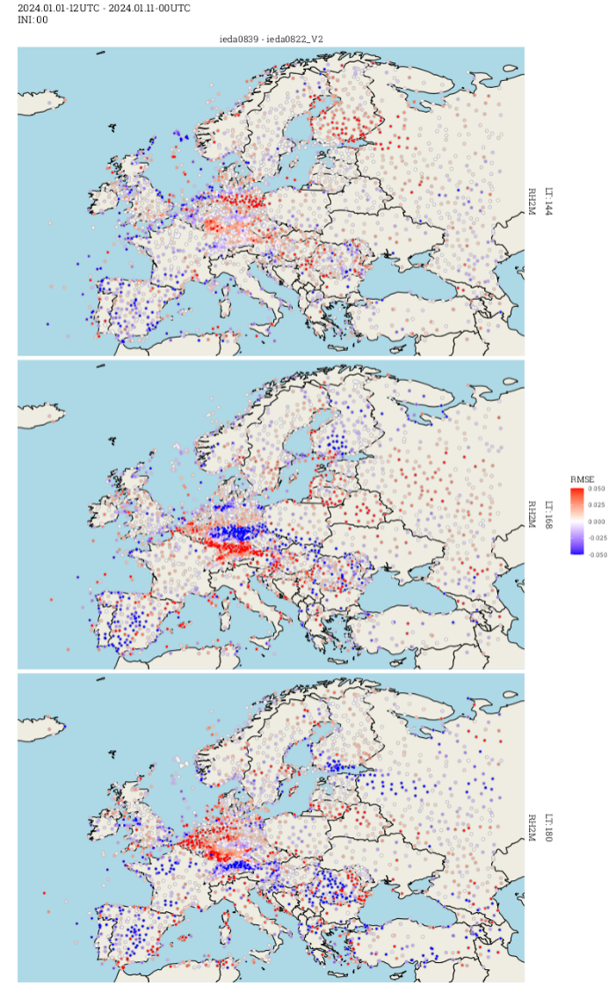 2024.01.01-12UTC - 2024.01.11-00UTC
INI: 00
ieda0839 - ieda0822_V2
LT: 144
RH2M
LT: 168
RH2M
RMSE
0.050
0.025
0.000
-0.025
-0.050
LT: 180
RH2M